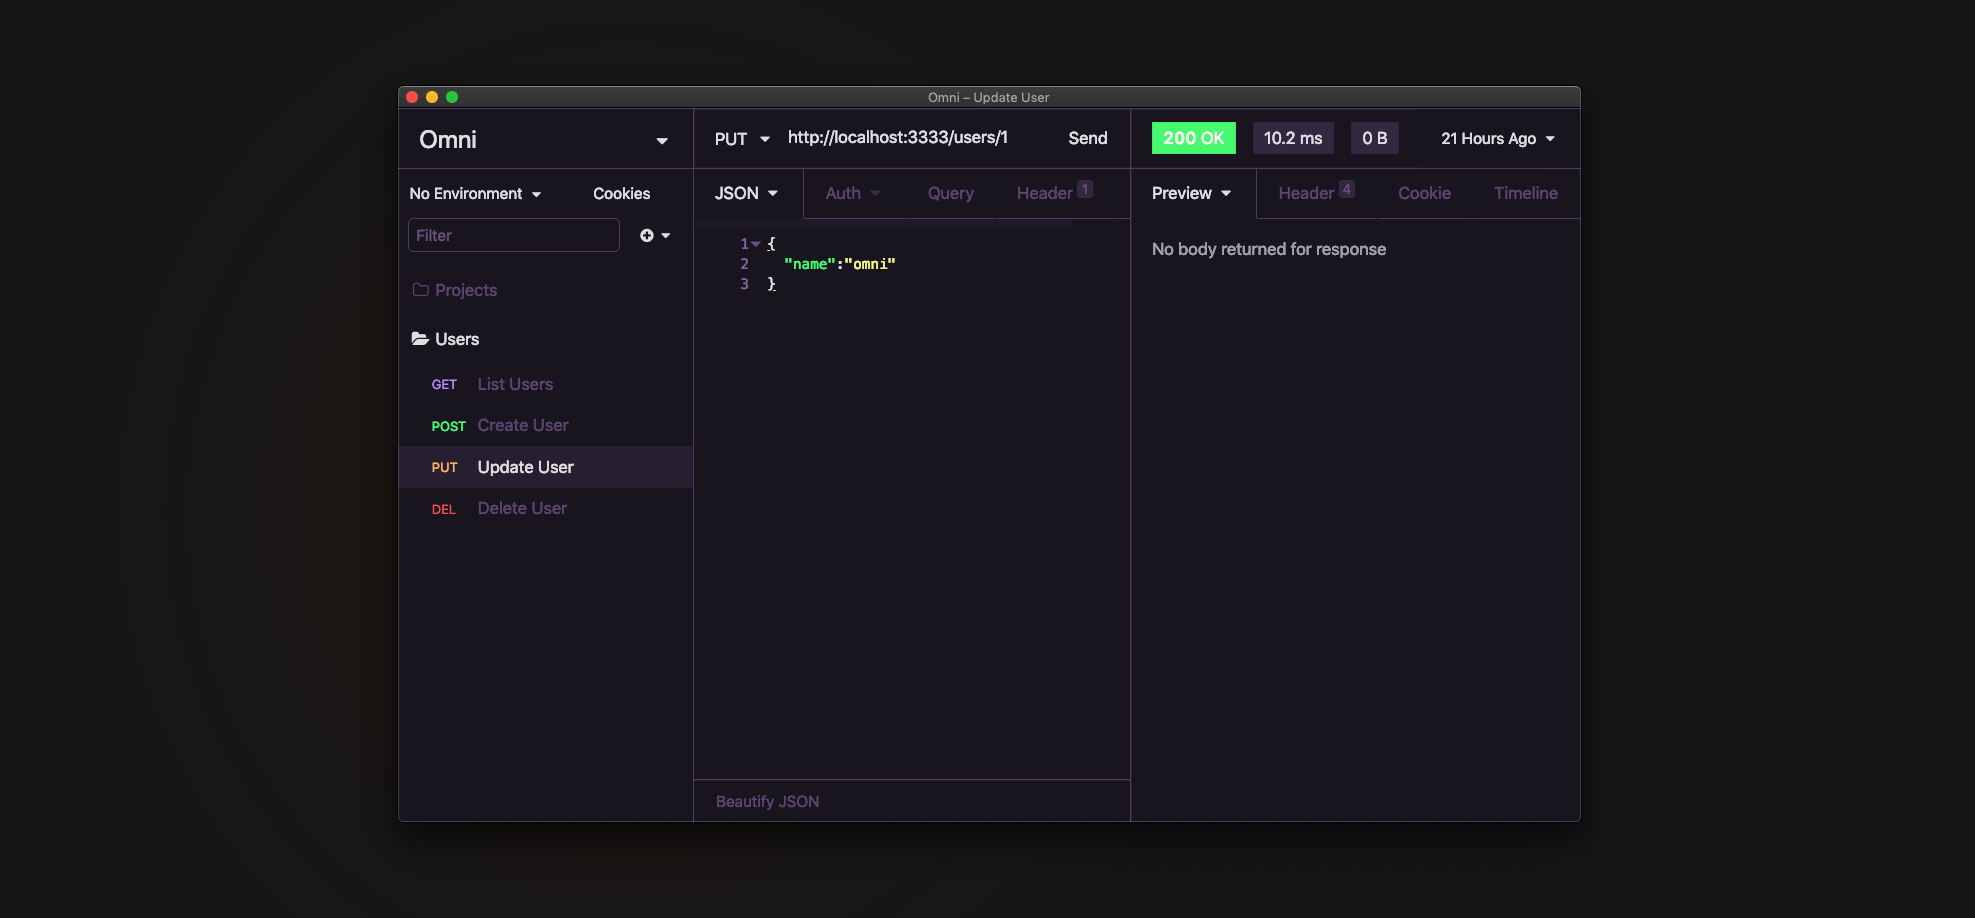 Omni – Update User
Omni
No Environment
Cookies
Filter
Projects
Users
GET List Users
POST Create User
PUT Update User
DEL Delete User
PUT http://localhost:3333/users/1 Send
JSON Auth Query Header 1
1 {
2 "name":"omni"
3 }
Beautify JSON
200 OK 10.2 ms 0 B 21 Hours Ago
Preview Header 4 Cookie Timeline
No body returned for response